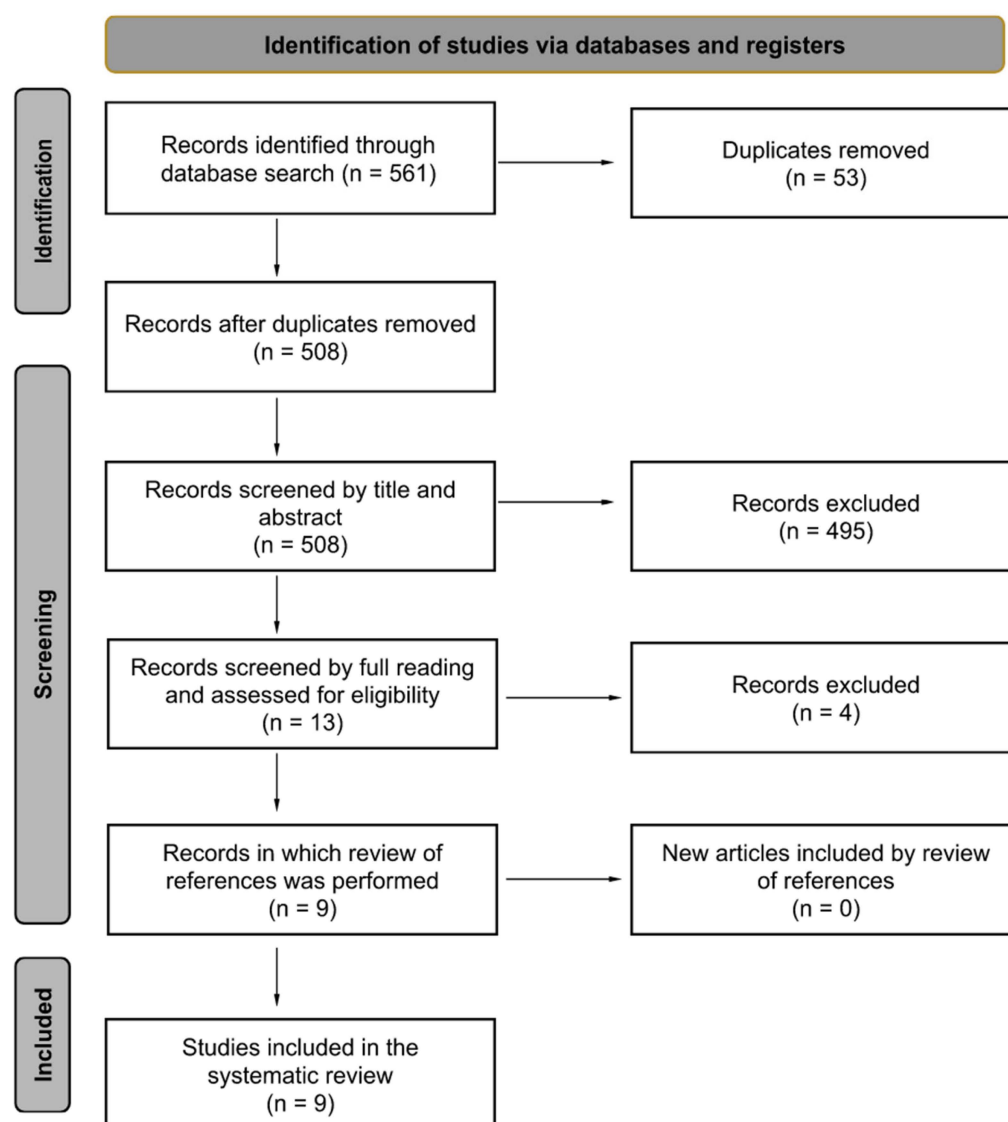 Identification of studies via databases and registers
Identification
Records identified through
database search (n = 561)
Duplicates removed
(n = 53)
Records after duplicates removed
(n = 508)
Screening
Records screened by title and
abstract
(n = 508)
Records excluded
(n = 495)
Records screened by full reading
and assessed for eligibility
(n = 13)
Records excluded
(n = 4)
Records in which review of
references was performed
(n = 9)
New articles included by review
of references
(n = 0)
Included
Studies included in the
systematic review
(n = 9)